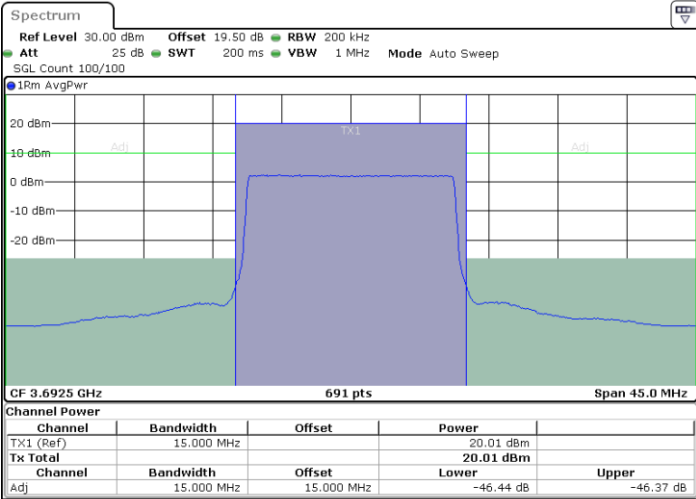 Spectrum
Ref Level 30.00 dBm Offset 19.50 dB RBW 200 kHz
Att 25 dB SWT 200 ms VBW 1 MHz Mode Auto Sweep
SGL Count 100/100
1Rm AvgPwr
20 dBm
TX1
10 dBm
Adj
Adj
0 dBm
-10 dBm
-20 dBm
CF 3.6925 GHz 691 pts Span 45.0 MHz
Channel Power
Channel Bandwidth Offset Power
TX1 (Ref) 15.000 MHz 20.01 dBm
Tx Total 20.01 dBm
Channel Bandwidth Offset Lower Upper
Adj 15.000 MHz 15.000 MHz -46.44 dB -46.37 dB